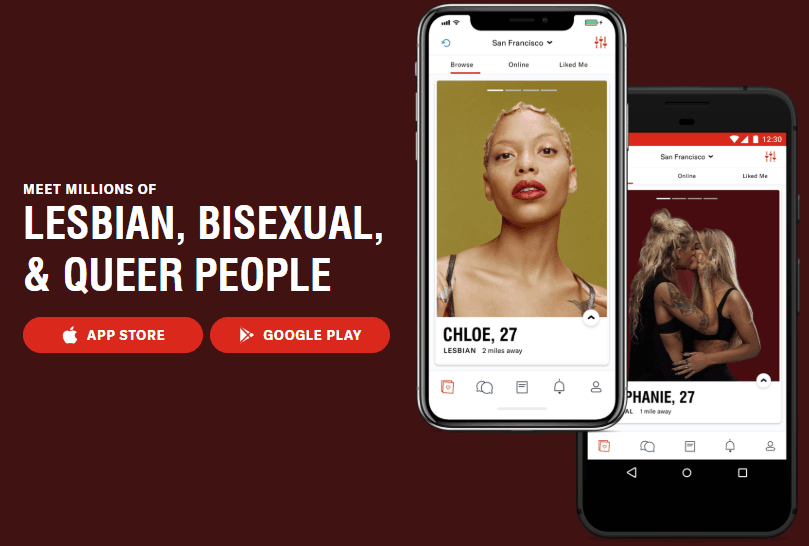 MEET MILLIONS OF
LESBIAN, BISEXUAL,
& QUEER PEOPLE
APP STORE
GOOGLE PLAY
San Francisco
Browse Online Liked Me
CHLOE, 27
LESBIAN 2 miles away
12:30
San Francisco
Online Liked Me
PHANIE, 27
AL 1 mile away